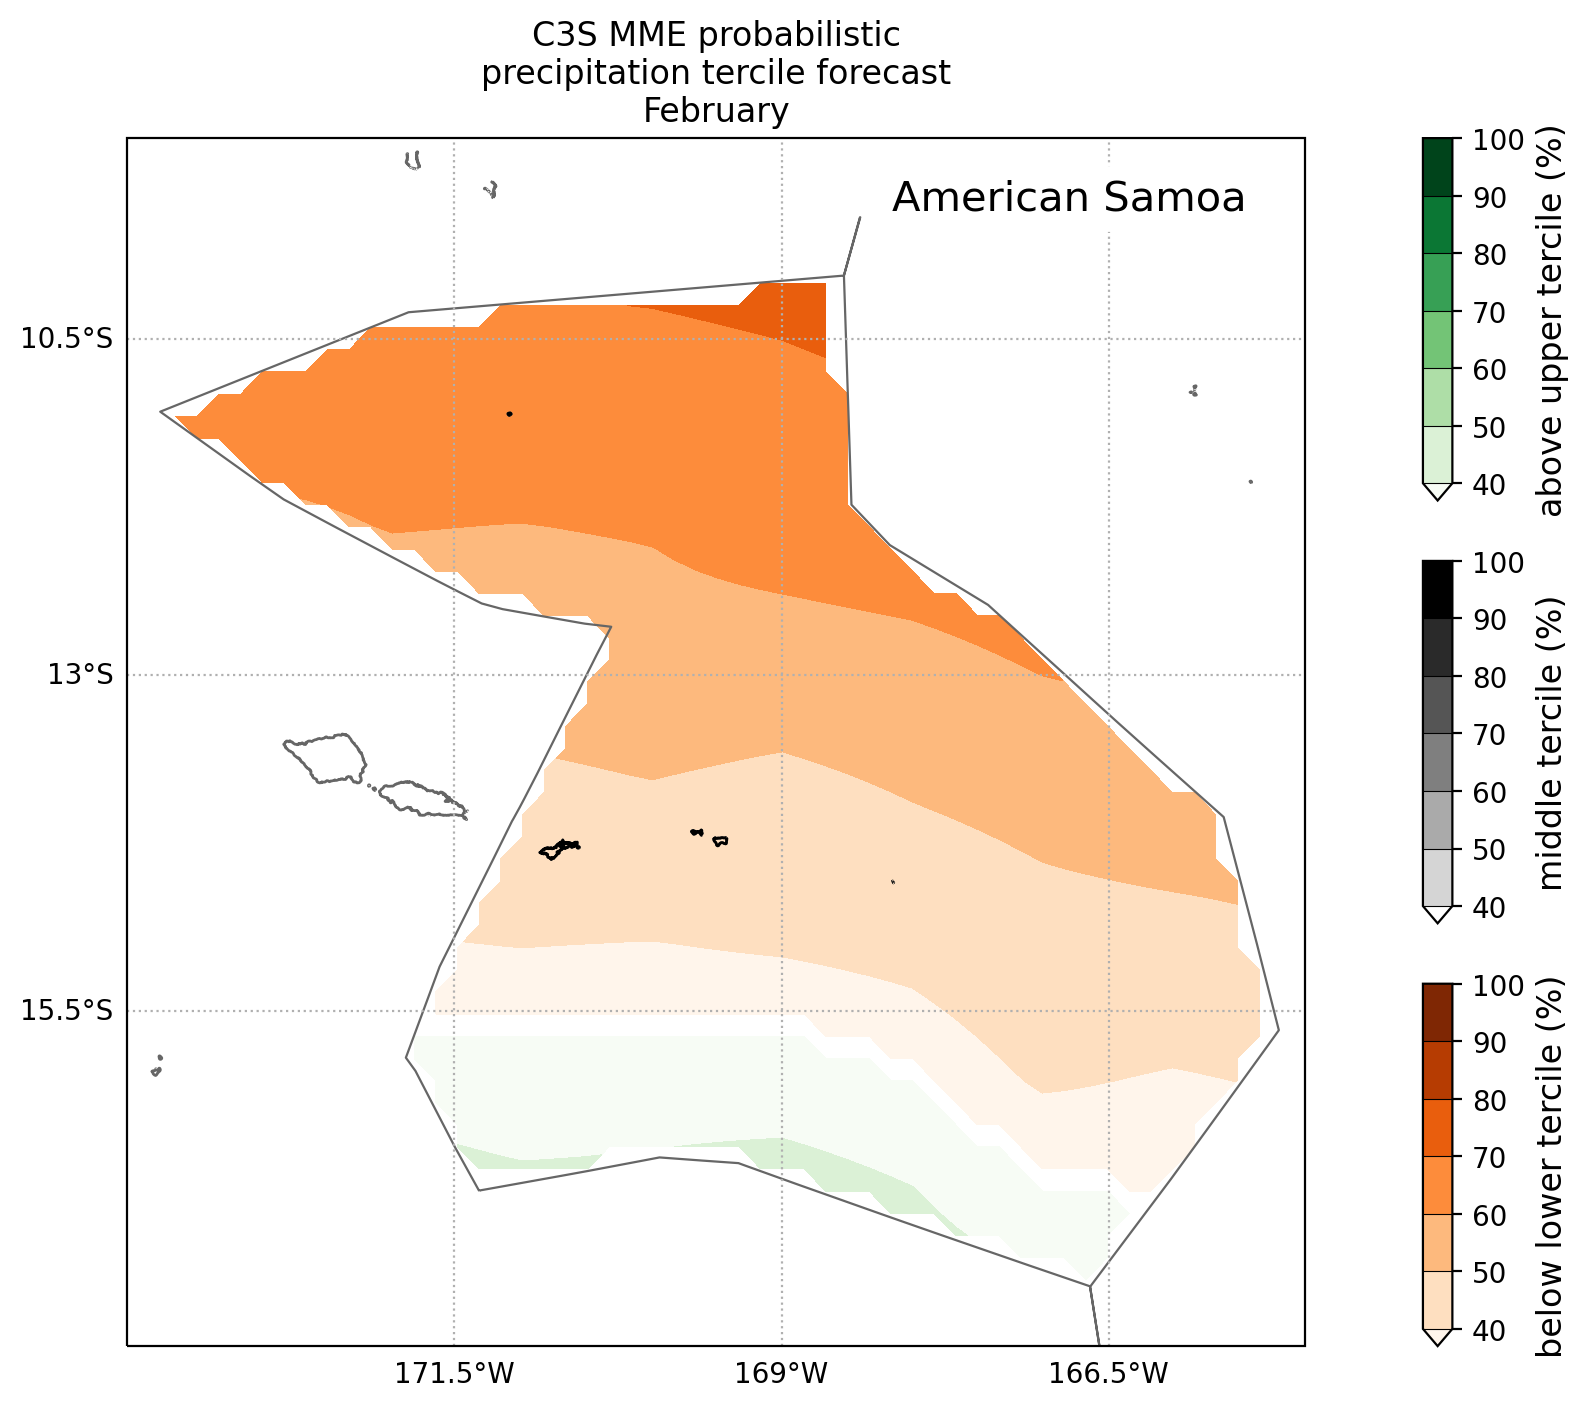 C3S MME probabilistic
precipitation tercile forecast
February
American Samoa
10.5°S
13°S
15.5°S
171.5°W
169°W
166.5°W
100
90
80
70
60
50
40
above upper tercile (%)
100
90
80
70
60
50
40
middle tercile (%)
100
90
80
70
60
50
40
below lower tercile (%)